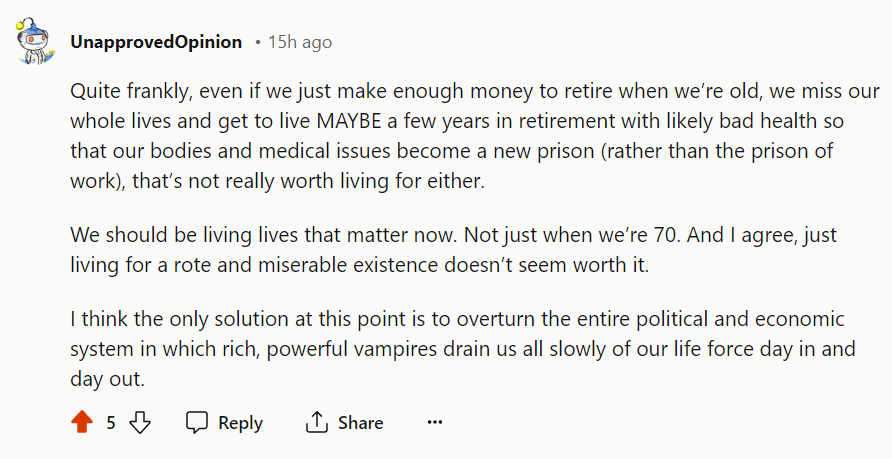 UnapprovedOpinion • 15h ago
Quite frankly, even if we just make enough money to retire when we’re old, we miss our
whole lives and get to live MAYBE a few years in retirement with likely bad health so
that our bodies and medical issues become a new prison (rather than the prison of
work), that’s not really worth living for either.
We should be living lives that matter now. Not just when we’re 70. And I agree, just
living for a rote and miserable existence doesn’t seem worth it.
I think the only solution at this point is to overturn the entire political and economic
system in which rich, powerful vampires drain us all slowly of our life force day in and
day out.
5 Reply Share ···